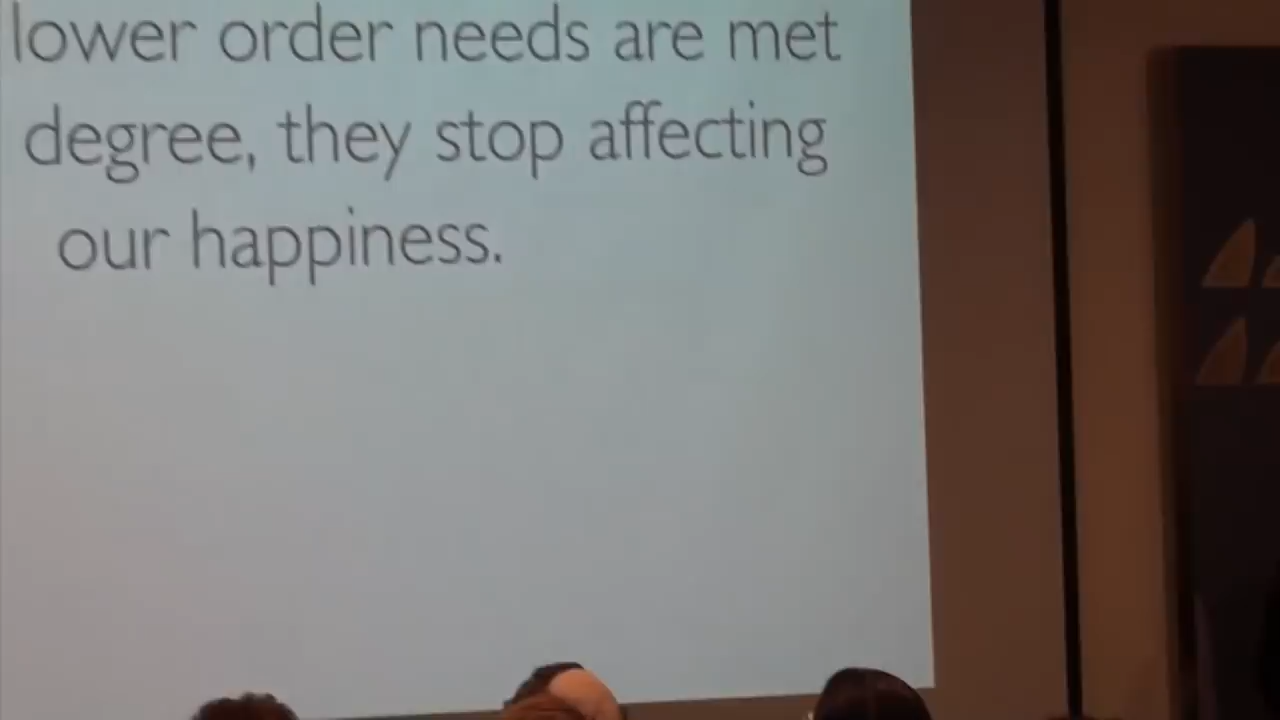 lower order needs are met
degree, they stop affecting
our happiness.